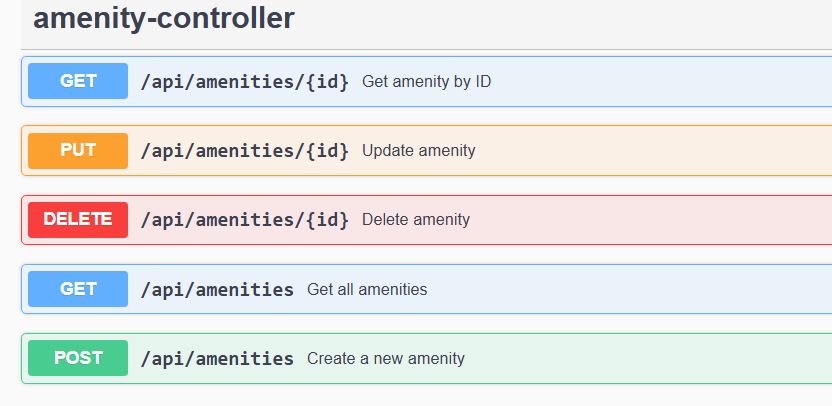 amenity-controller
GET /api/amenities/{id} Get amenity by ID
PUT /api/amenities/{id} Update amenity
DELETE /api/amenities/{id} Delete amenity
GET /api/amenities Get all amenities
POST /api/amenities Create a new amenity